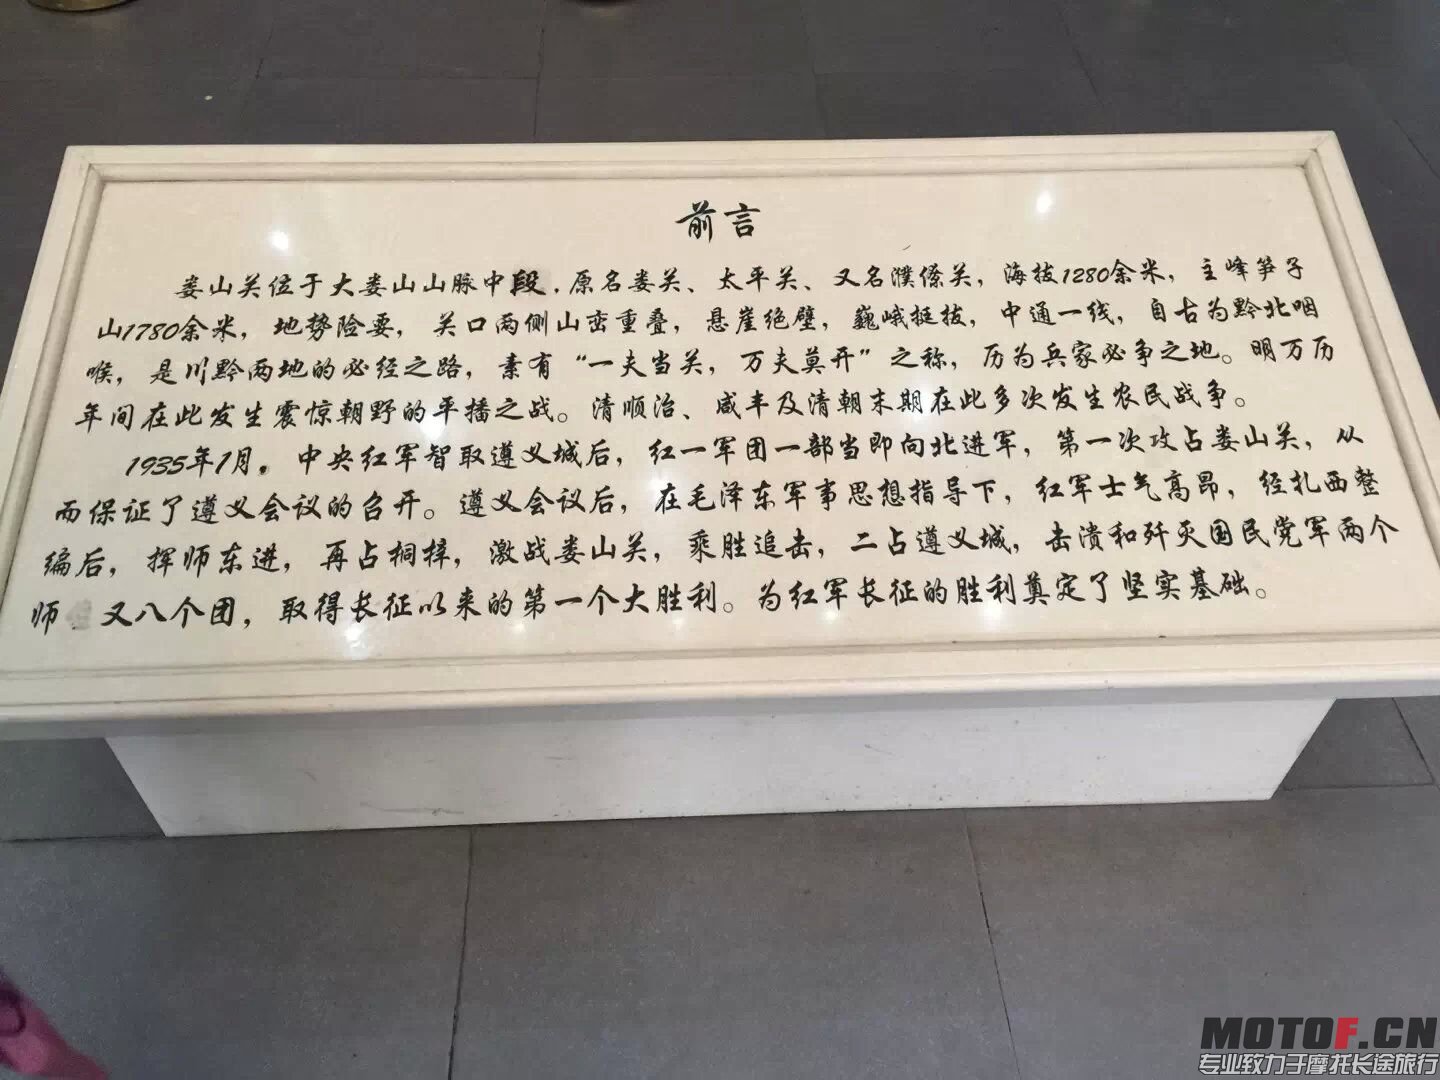 前言
娄山关位于大娄山山脉中段，原名娄关、太平关、又名濮傺关，海拔1280余米，主峰笋子
山1780余米，地势险要，关口两侧山峦重叠，悬崖绝壁，巍峨挺拔，中通一线，自古为黔北咽
喉，是川黔两地的必经之路，素有“一夫当关，万夫莫开”之称，历为兵家必争之地。明万历
年间在此发生震惊朝野的平播之战。清顺治、咸丰及清朝末期在此多次发生农民战争。
1935年1月。中央红军智取遵义城后，红一军团一部当即向北进军，第一次攻占娄山关，从
而保证了遵义会议的召开。遵义会议后，在毛泽东军事思想指导下，红军士气高昂，经扎西整
编后，挥师东进，再占桐梓，激战娄山关，乘胜追击，二占遵义城，击溃和歼灭国民党军两个
师 又八个团，取得长征以来的第一个大胜利。为红军长征的胜利奠定了坚实基础。
MOTOF.CN
专业致力于摩托长途旅行